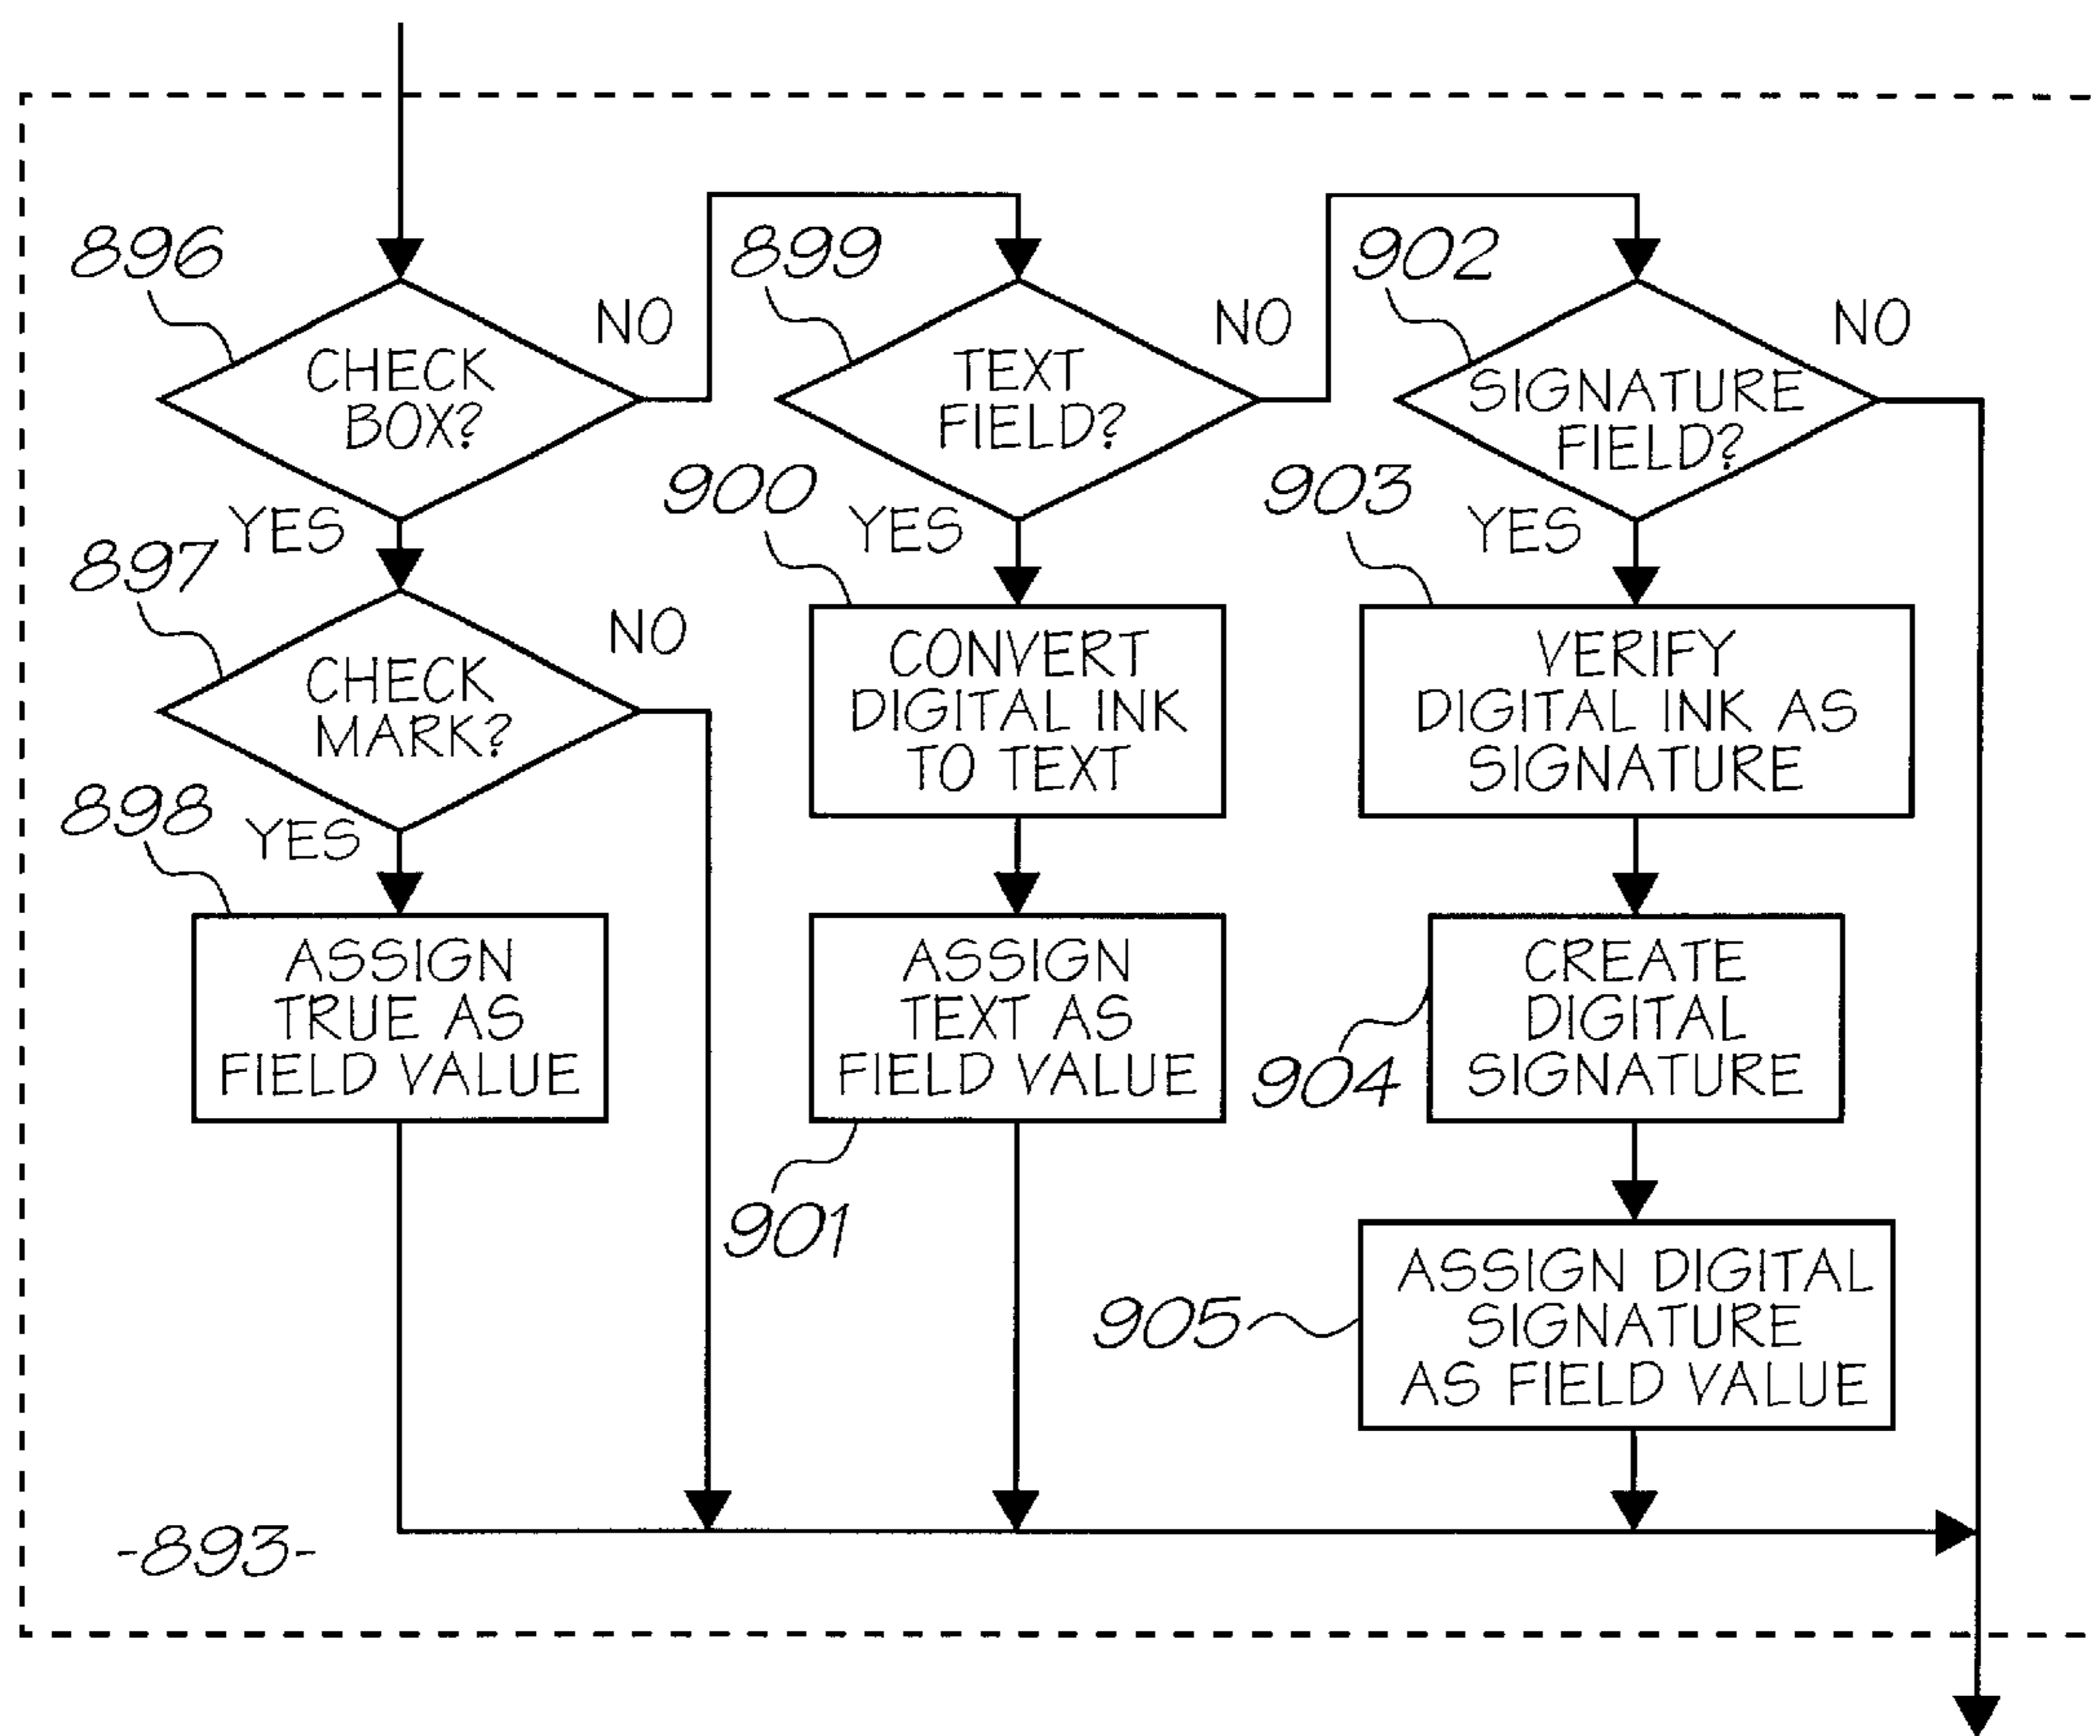 896
CHECK
BOX?
NO
YES
897
CHECK
MARK?
NO
YES
898
ASSIGN
TRUE AS
FIELD VALUE
899
TEXT
FIELD?
NO
YES
900
CONVERT
DIGITAL INK
TO TEXT
ASSIGN
TEXT AS
FIELD VALUE
901
902
SIGNATURE
FIELD?
NO
YES
903
VERIFY
DIGITAL INK AS
SIGNATURE
CREATE
DIGITAL
SIGNATURE
904
ASSIGN DIGITAL
SIGNATURE
AS FIELD VALUE
905
-893-